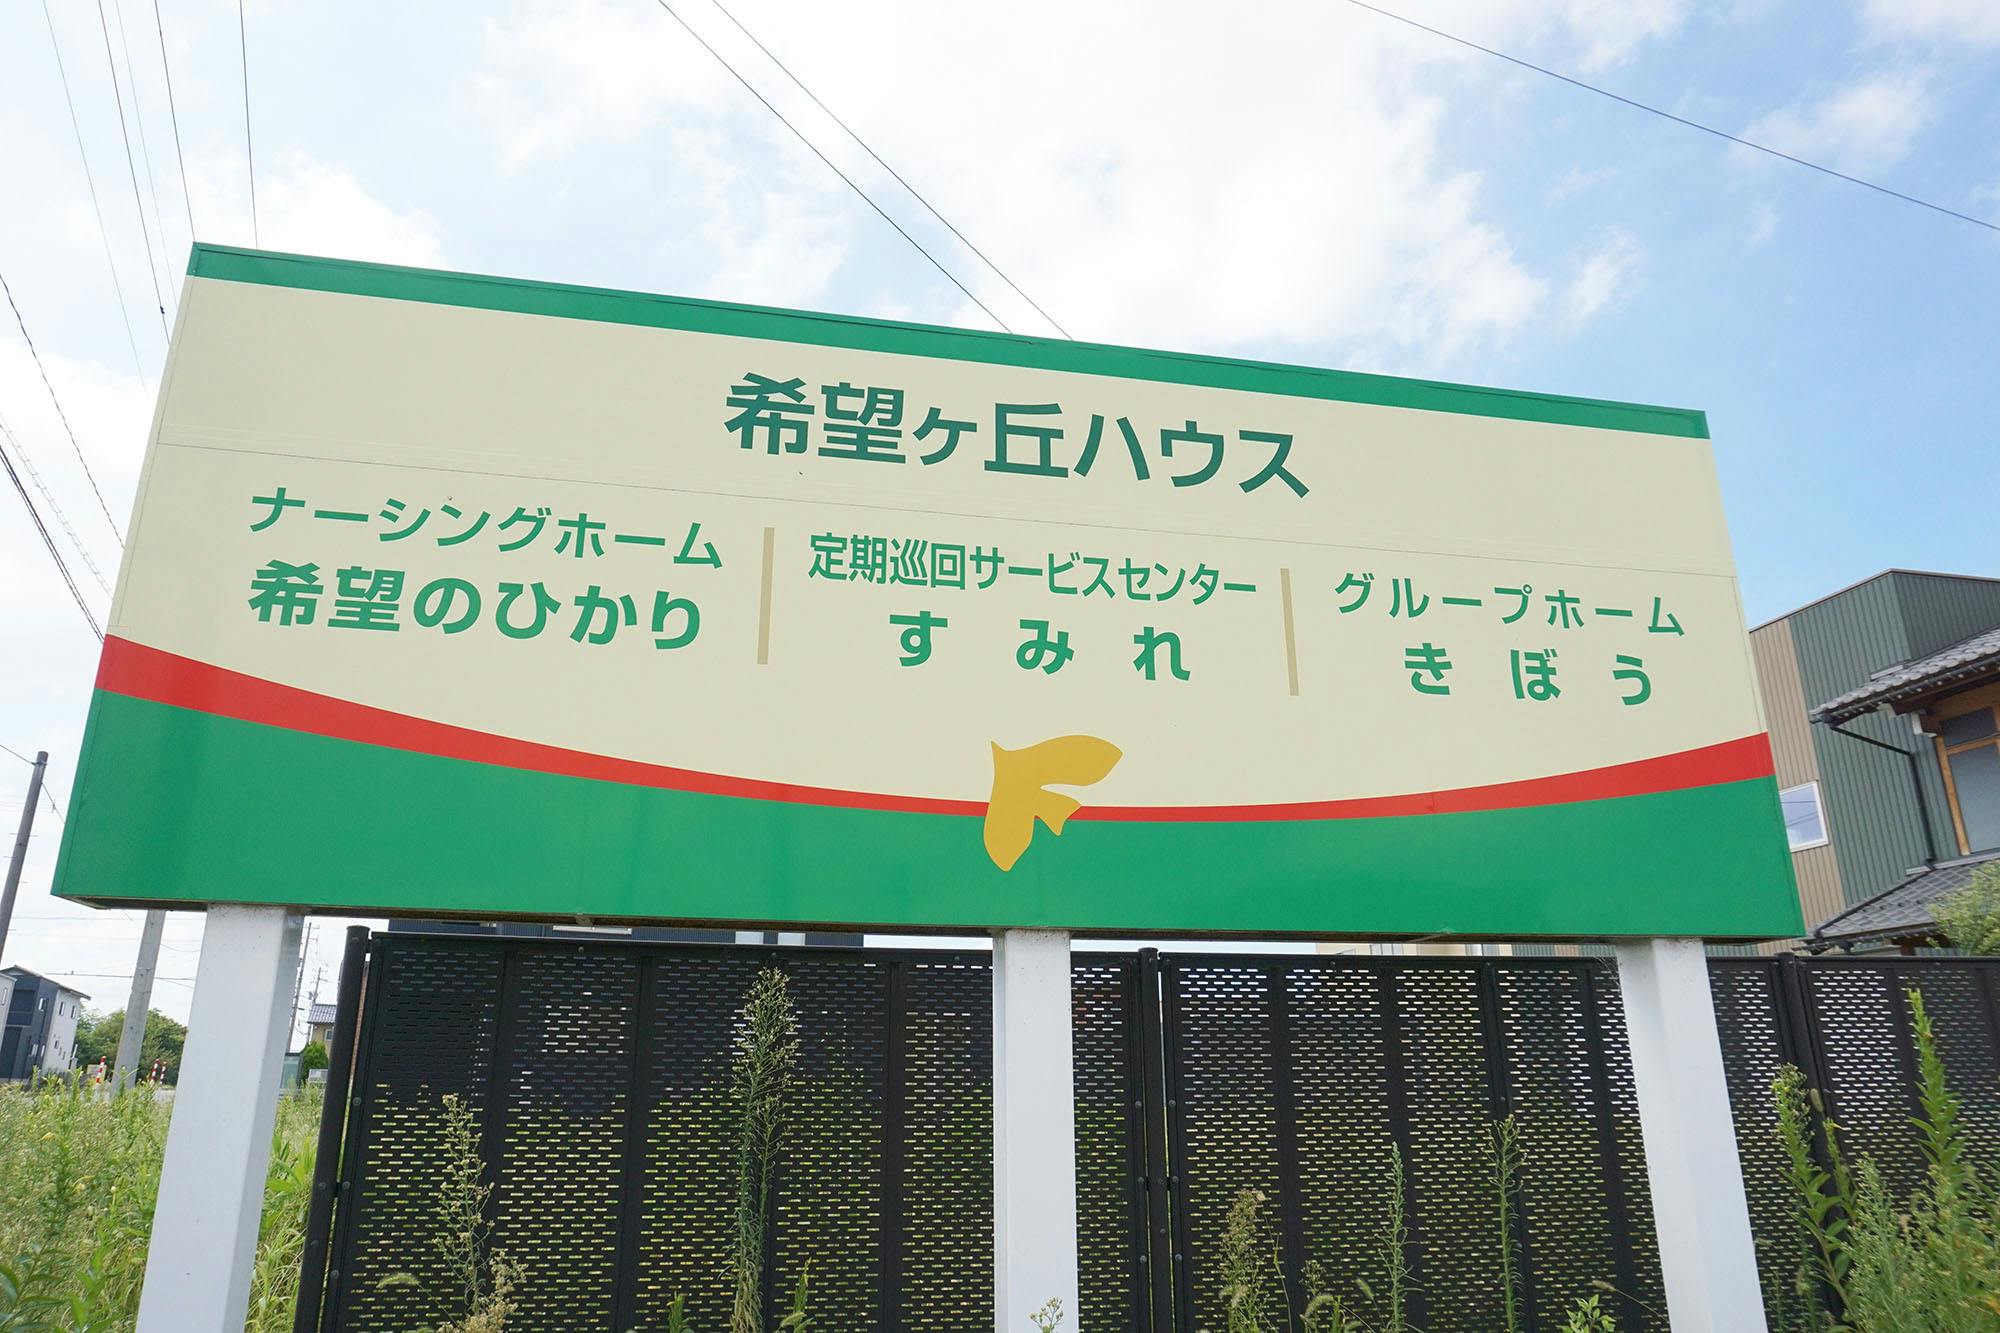 希望ヶ丘ハウス
ナーシングホーム
希望のひかり
定期巡回サービスセンター
すみれ
グループホーム
きぼう